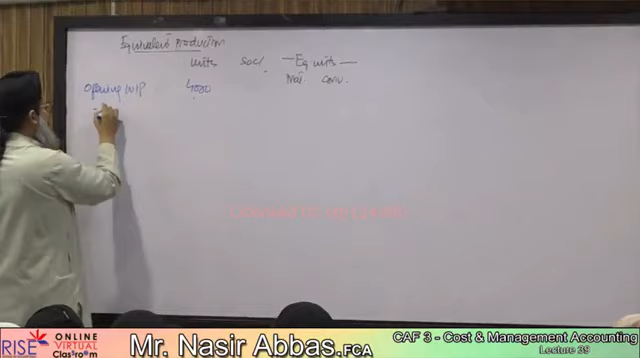 Equivalent Production
units SOCL — Eq units —
Mat. Conv.
Opening WIP 4000
RISE ONLINE VIRTUAL Classroom
Mr. Nasir Abbas.FCA
CAF 3 - Cost & Management Accounting
Lecture 39